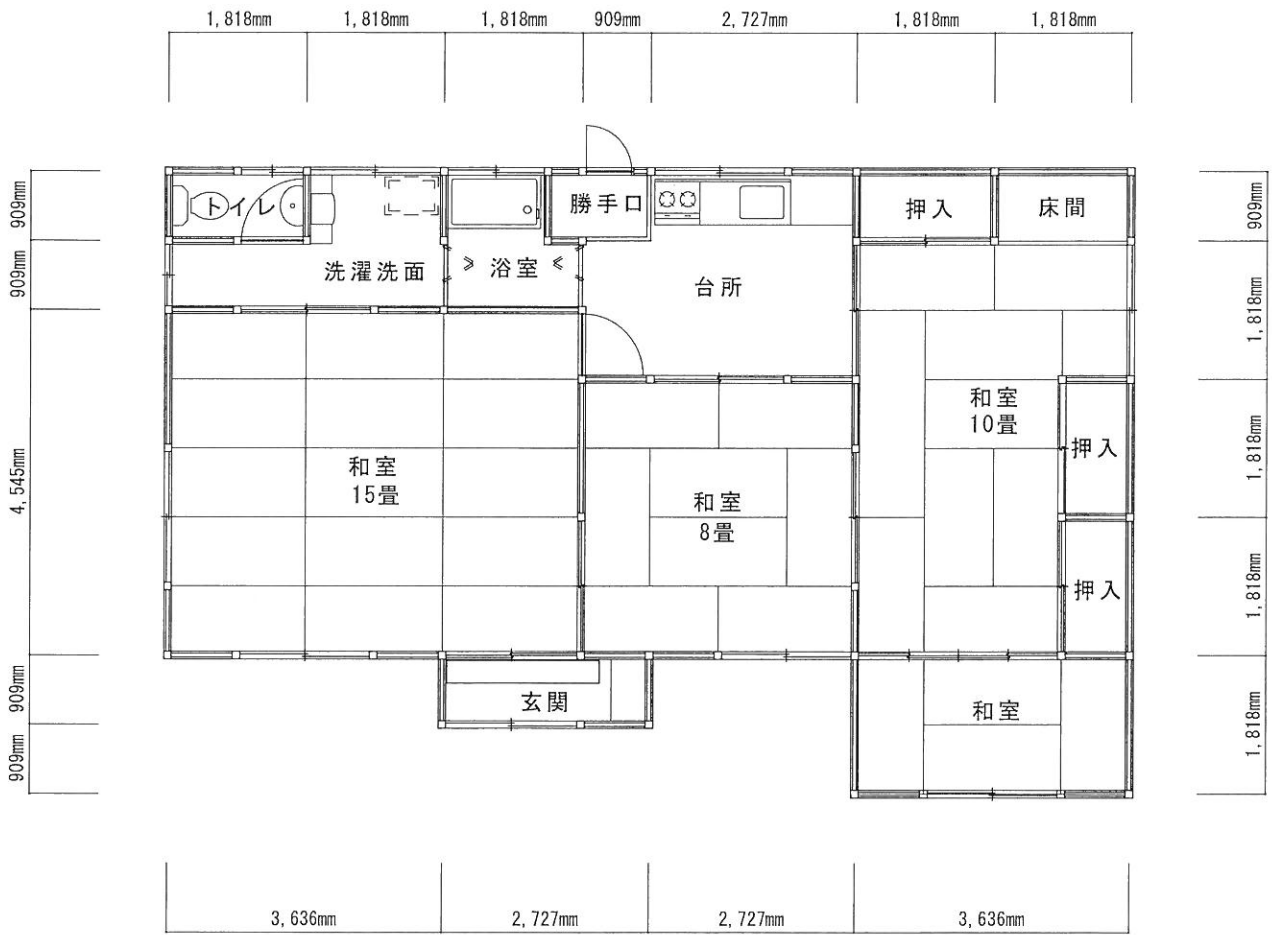 1,818mm
1,818mm
1,818mm
909mm
2,727mm
1,818mm
1,818mm
909mm
909mm
4,545mm
909mm
909mm
トイレ
洗濯洗面
浴室
勝手口
台所
押入
床間
和室
15畳
和室
8畳
和室
10畳
押入
押入
玄関
和室
909mm
1,818mm
1,818mm
1,818mm
1,818mm
3,636mm
2,727mm
2,727mm
3,636mm